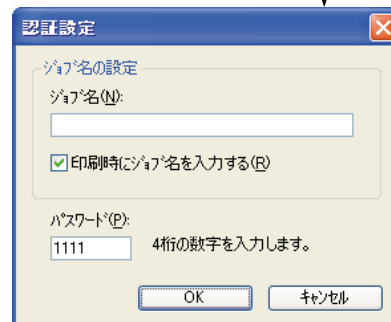 認証設定
ｼﾞｮﾌﾞ名の設定
ｼﾞｮﾌﾞ名(N):
印刷時にｼﾞｮﾌﾞ名を入力する(R)
ﾊﾟｽﾜｰﾄﾞ(P):
1111 4桁の数字を入力します。
OK ｷｬﾝｾﾙ